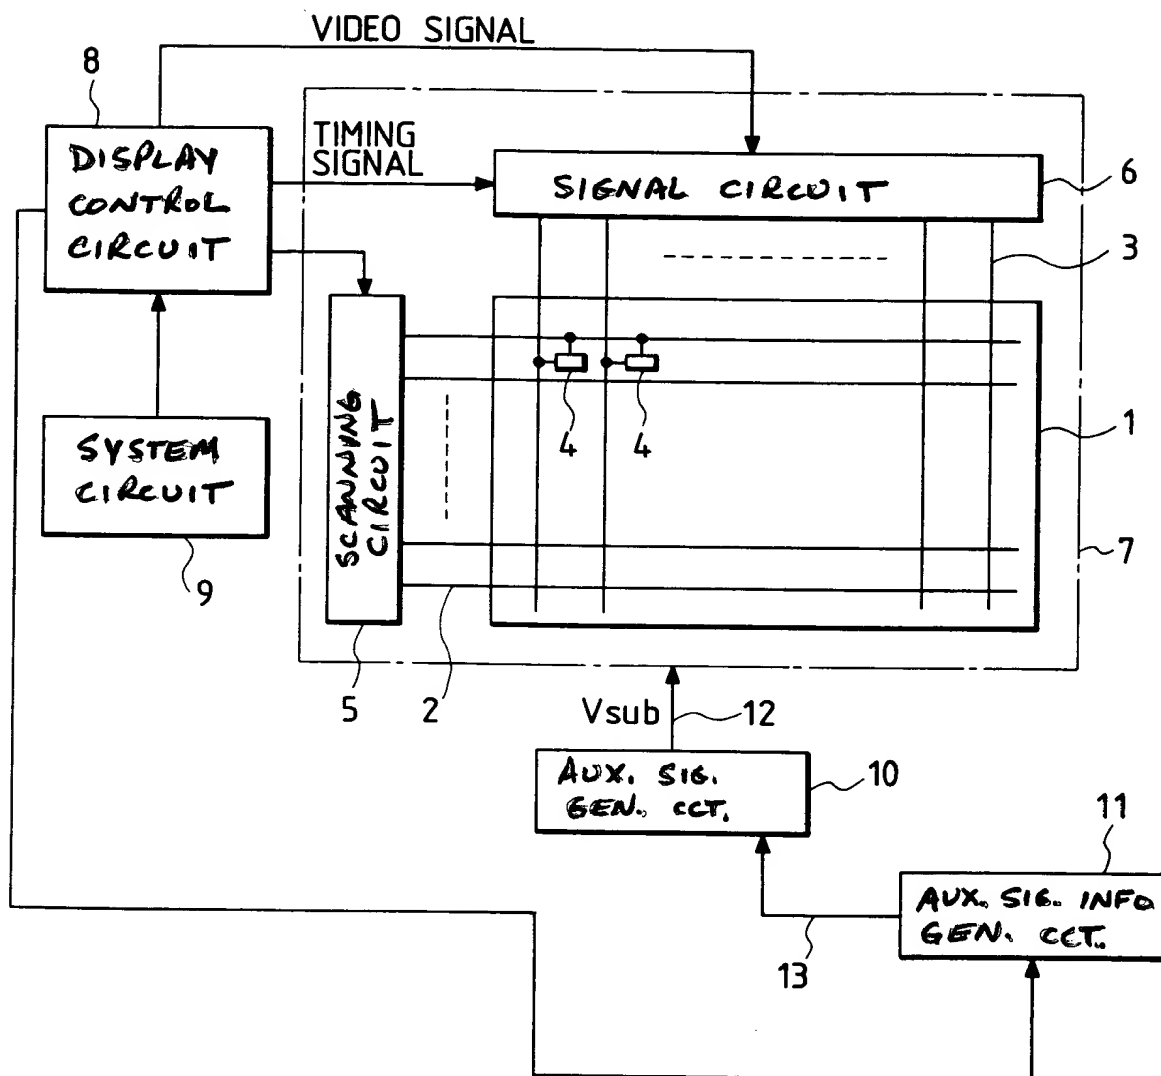 VIDEO SIGNAL
8
DISPLAY
CONTROL
CIRCUIT
TIMING
SIGNAL
SIGNAL CIRCUIT
6
3
SCANNING
CIRCUIT
4
4
1
SYSTEM
CIRCUIT
9
7
5
2
Vsub
12
AUX. SIG.
GEN. CCT.
10
11
AUX. SIG. INFO
GEN. CCT.
13